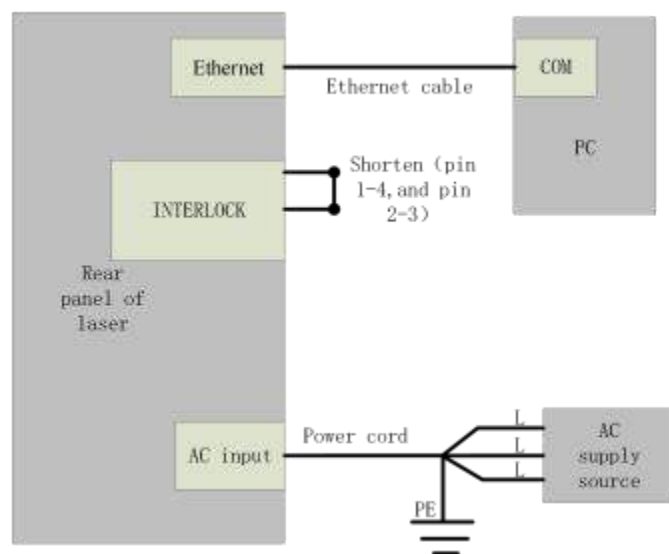 Ethernet
COM
Ethernet cable
PC
Shorten (pin
1-4,and pin
2-3)
INTERLOCK
Rear
panel of
laser
AC input
Power cord
L
L
L
AC
supply
source
PE